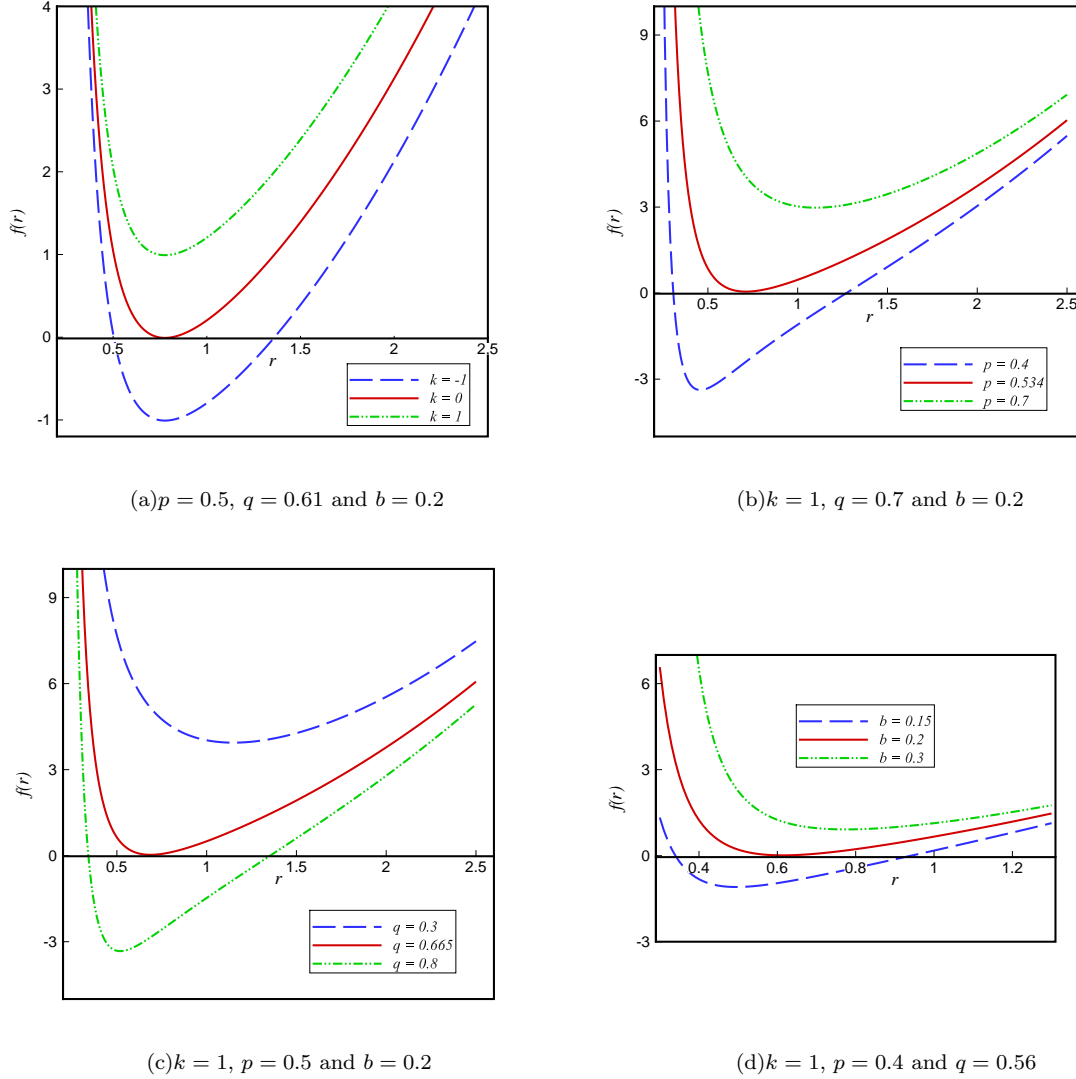 4
3
2
1
0
-1
f(r)
0.5
1
1.5
2
2.5
r
k = -1
k = 0
k = 1
(a)p = 0.5, q = 0.61 and b = 0.2
9
6
3
0
-3
f(r)
0.5
1
1.5
2
2.5
r
p = 0.4
p = 0.534
p = 0.7
(b)k = 1, q = 0.7 and b = 0.2
9
6
3
0
-3
f(r)
0.5
1
1.5
2
2.5
r
q = 0.3
q = 0.665
q = 0.8
(c)k = 1, p = 0.5 and b = 0.2
6
3
0
-3
f(r)
0.4
0.6
0.8
1
1.2
r
b = 0.15
b = 0.2
b = 0.3
(d)k = 1, p = 0.4 and q = 0.56